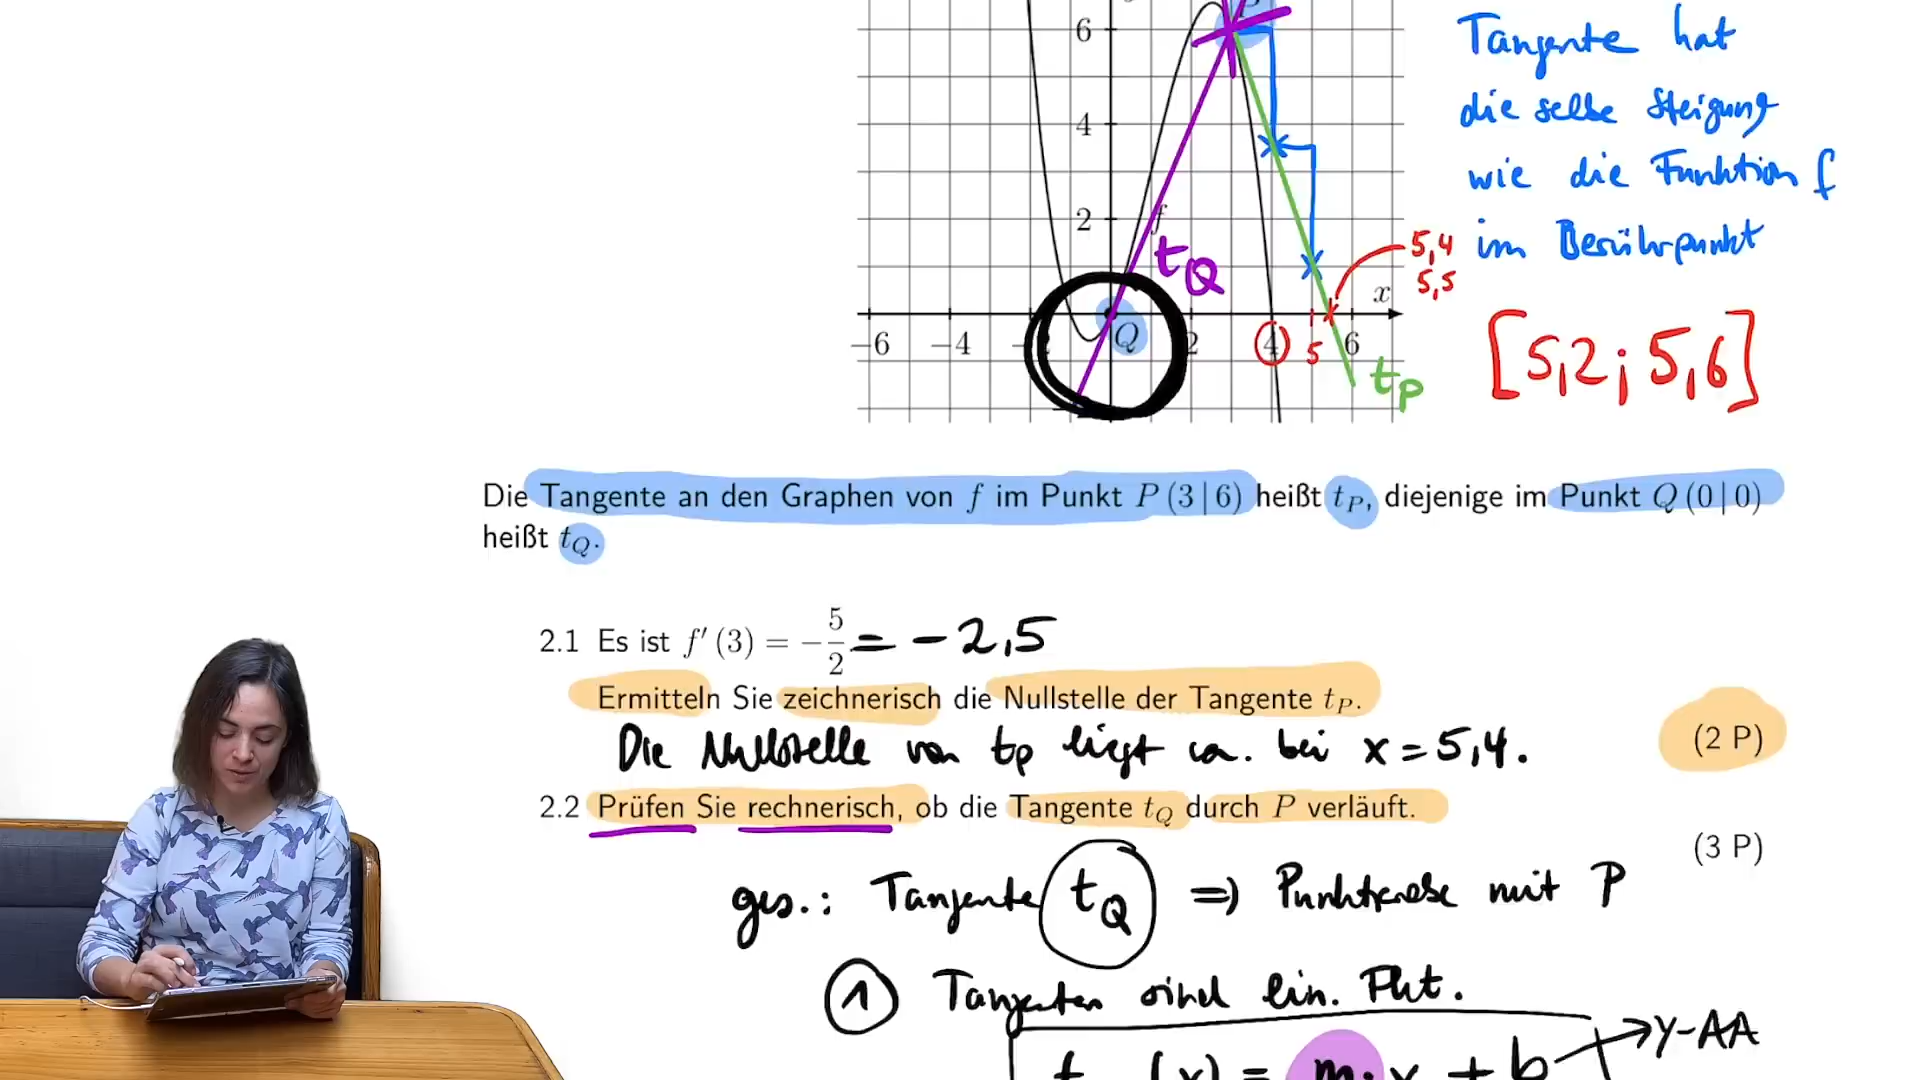 6
4
2
f
tQ
Q
-6 -4 2 4 5 6
x
5,4
5,5
tP
Tangente hat
die selbe Steigung
wie die Funktion f
im Berührpunkt
[5,2; 5,6]
Die Tangente an den Graphen von f im Punkt P (3 | 6) heißt tP, diejenige im Punkt Q (0 | 0)
heißt tQ.
2.1 Es ist f′ (3) = −5/2 = −2,5
Ermitteln Sie zeichnerisch die Nullstelle der Tangente tP.
(2 P)
Die Nullstelle von tP liegt ca. bei x = 5,4.
2.2 Prüfen Sie rechnerisch, ob die Tangente tQ durch P verläuft.
(3 P)
ges.: Tangente tQ => Punktprobe mit P
1 Tangenten sind lin. Fkt.
(x) = m·x + b → y-AA